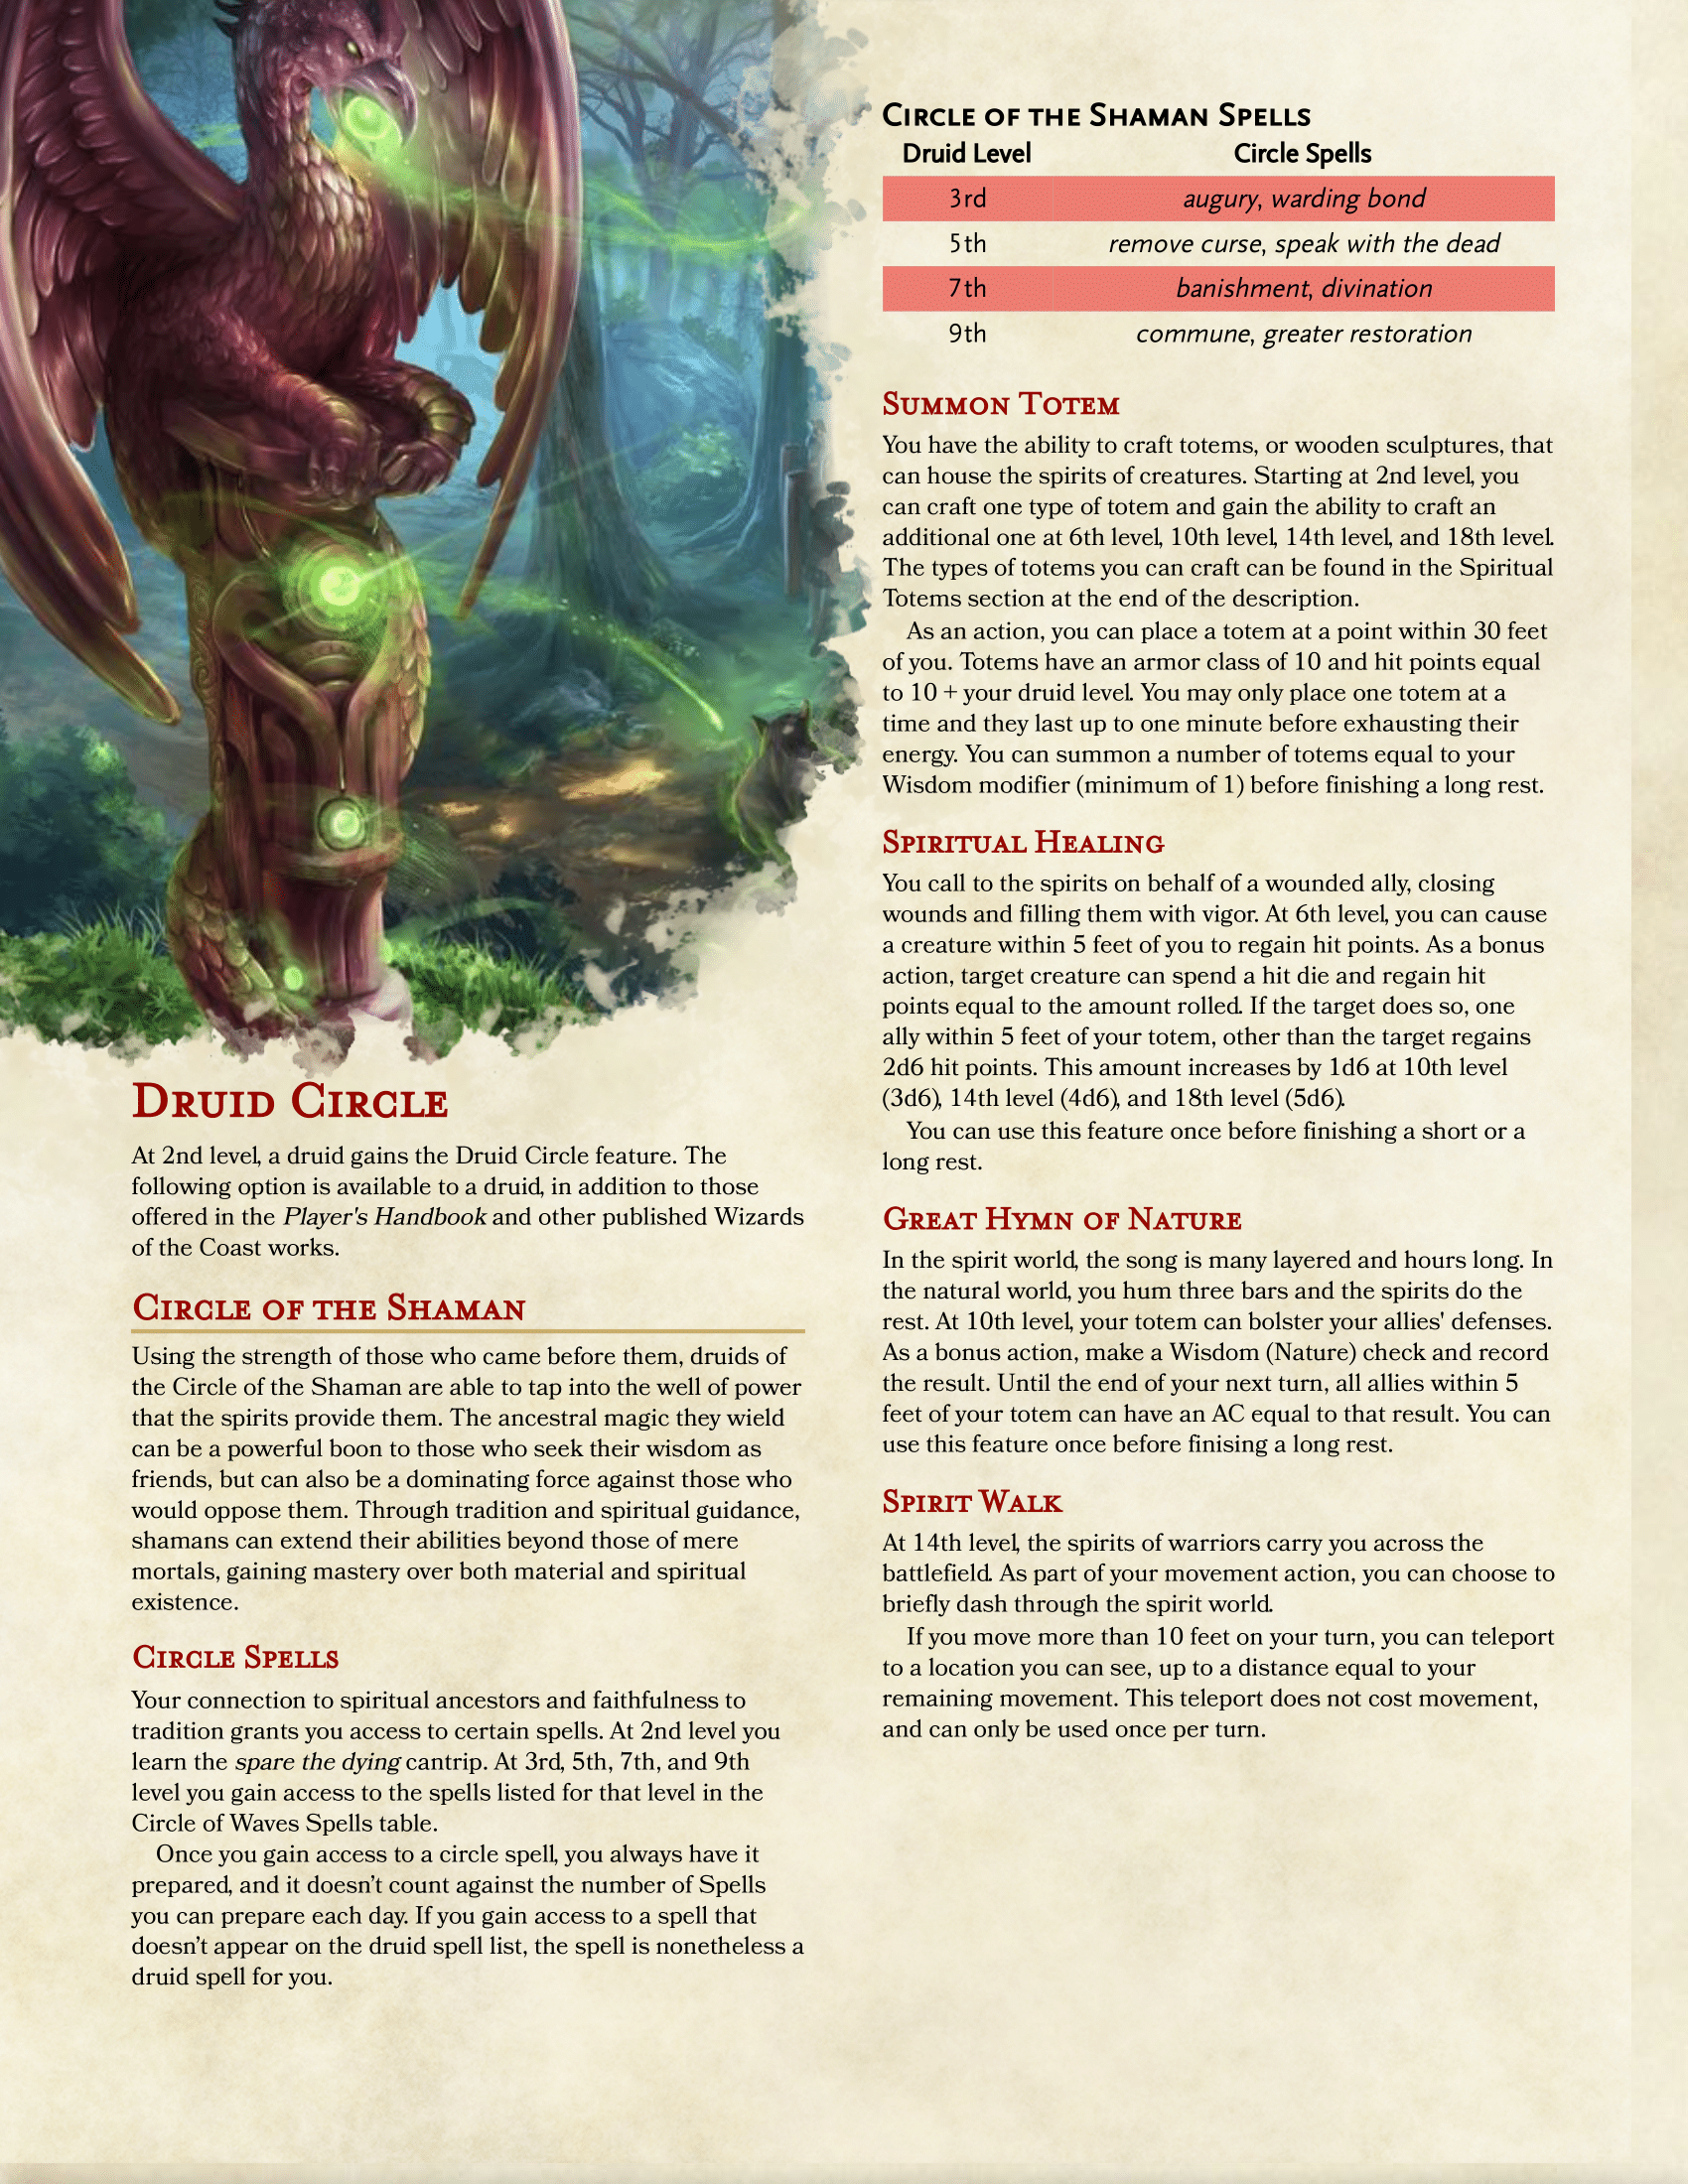 Druid Circle
At 2nd level, a druid gains the Druid Circle feature. The
following option is available to a druid, in addition to those
offered in the Player's Handbook and other published Wizards
of the Coast works.
Circle of the Shaman
Using the strength of those who came before them, druids of
the Circle of the Shaman are able to tap into the well of power
that the spirits provide them. The ancestral magic they wield
can be a powerful boon to those who seek their wisdom as
friends, but can also be a dominating force against those who
would oppose them. Through tradition and spiritual guidance,
shamans can extend their abilities beyond those of mere
mortals, gaining mastery over both material and spiritual
existence.
Circle Spells
Your connection to spiritual ancestors and faithfulness to
tradition grants you access to certain spells. At 2nd level you
learn the spare the dying cantrip. At 3rd, 5th, 7th, and 9th
level you gain access to the spells listed for that level in the
Circle of Waves Spells table.
Once you gain access to a circle spell, you always have it
prepared, and it doesn't count against the number of Spells
you can prepare each day. If you gain access to a spell that
doesn't appear on the druid spell list, the spell is nonetheless a
druid spell for you.
Circle of the Shaman Spells
Druid Level Circle Spells
3rd augury, warding bond
5th remove curse, speak with the dead
7th banishment, divination
9th commune, greater restoration
Summon Totem
You have the ability to craft totems, or wooden sculptures, that
can house the spirits of creatures. Starting at 2nd level, you
can craft one type of totem and gain the ability to craft an
additional one at 6th level, 10th level, 14th level, and 18th level.
The types of totems you can craft can be found in the Spiritual
Totems section at the end of the description.
As an action, you can place a totem at a point within 30 feet
of you. Totems have an armor class of 10 and hit points equal
to 10 + your druid level. You may only place one totem at a
time and they last up to one minute before exhausting their
energy. You can summon a number of totems equal to your
Wisdom modifier (minimum of 1) before finishing a long rest.
Spiritual Healing
You call to the spirits on behalf of a wounded ally, closing
wounds and filling them with vigor. At 6th level, you can cause
a creature within 5 feet of you to regain hit points. As a bonus
action, target creature can spend a hit die and regain hit
points equal to the amount rolled. If the target does so, one
ally within 5 feet of your totem, other than the target regains
2d6 hit points. This amount increases by 1d6 at 10th level
(3d6), 14th level (4d6), and 18th level (5d6).
You can use this feature once before finishing a short or a
long rest.
Great Hymn of Nature
In the spirit world, the song is many layered and hours long. In
the natural world, you hum three bars and the spirits do the
rest. At 10th level, your totem can bolster your allies' defenses.
As a bonus action, make a Wisdom (Nature) check and record
the result. Until the end of your next turn, all allies within 5
feet of your totem can have an AC equal to that result. You can
use this feature once before finising a long rest.
Spirit Walk
At 14th level, the spirits of warriors carry you across the
battlefield. As part of your movement action, you can choose to
briefly dash through the spirit world.
If you move more than 10 feet on your turn, you can teleport
to a location you can see, up to a distance equal to your
remaining movement. This teleport does not cost movement,
and can only be used once per turn.